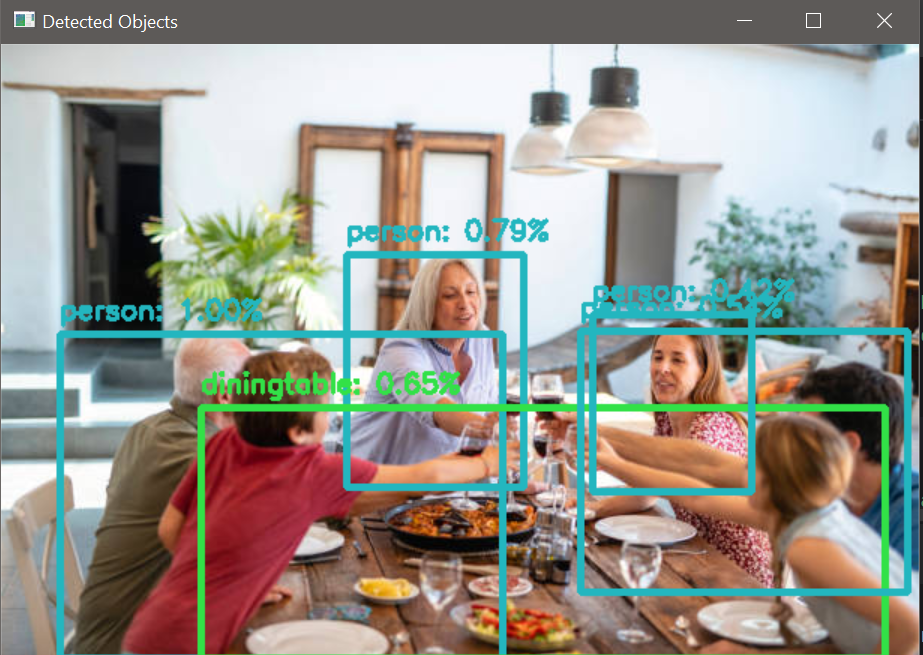 Detected Objects
person: 0.79%
person: 0.42%
person: 1.00%
diningtable: 0.65%